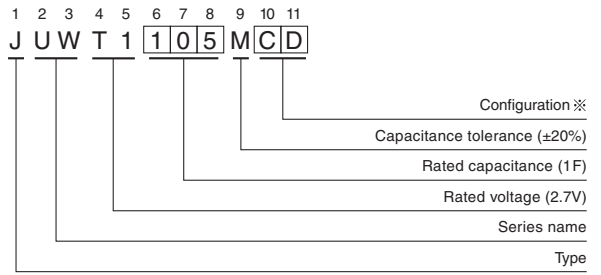 1 2 3 4 5 6 7 8 9 10 11
J U W T 1 1 0 5 M C D
Configuration ※
Capacitance tolerance (±20%)
Rated capacitance (1F)
Rated voltage (2.7V)
Series name
Type